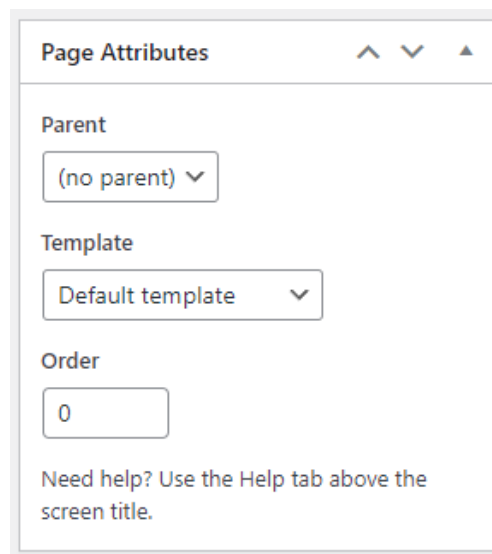 Page Attributes
Parent
(no parent)
Template
Default template
Order
0
Need help? Use the Help tab above the
screen title.